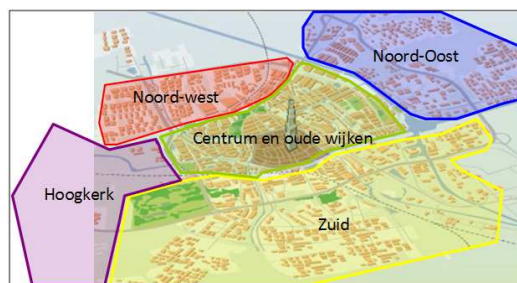 Noord-Oost
Noord-west
Centrum en oude wijken
Hoogkerk
Zuid